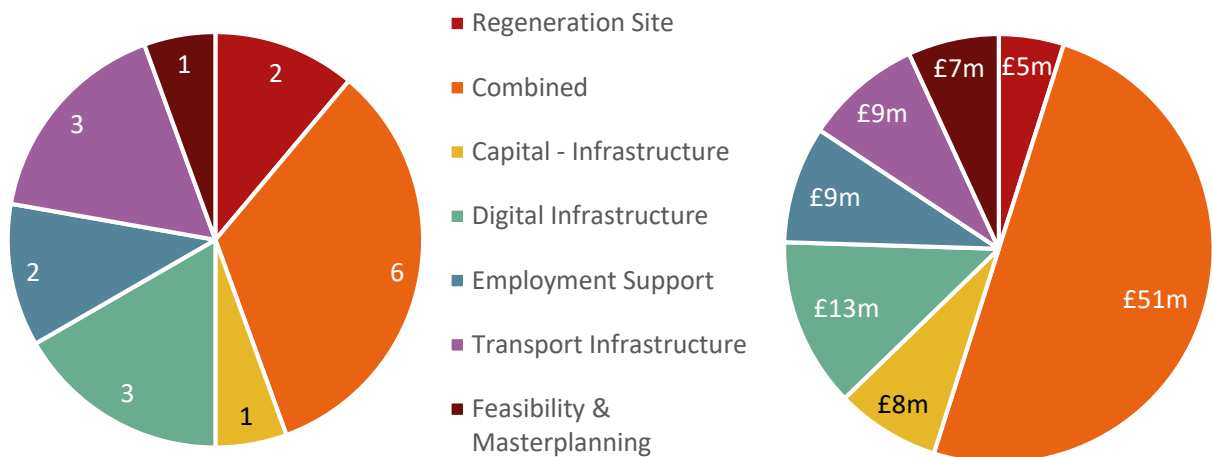 1
2
3
6
2
3
1
Regeneration Site
Combined
Capital - Infrastructure
Digital Infrastructure
Employment Support
Transport Infrastructure
Feasibility &
Masterplanning
£7m
£5m
£9m
£9m
£51m
£13m
£8m